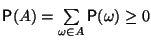 P(A) = ∑_{ω∈A} P(ω) ≥ 0